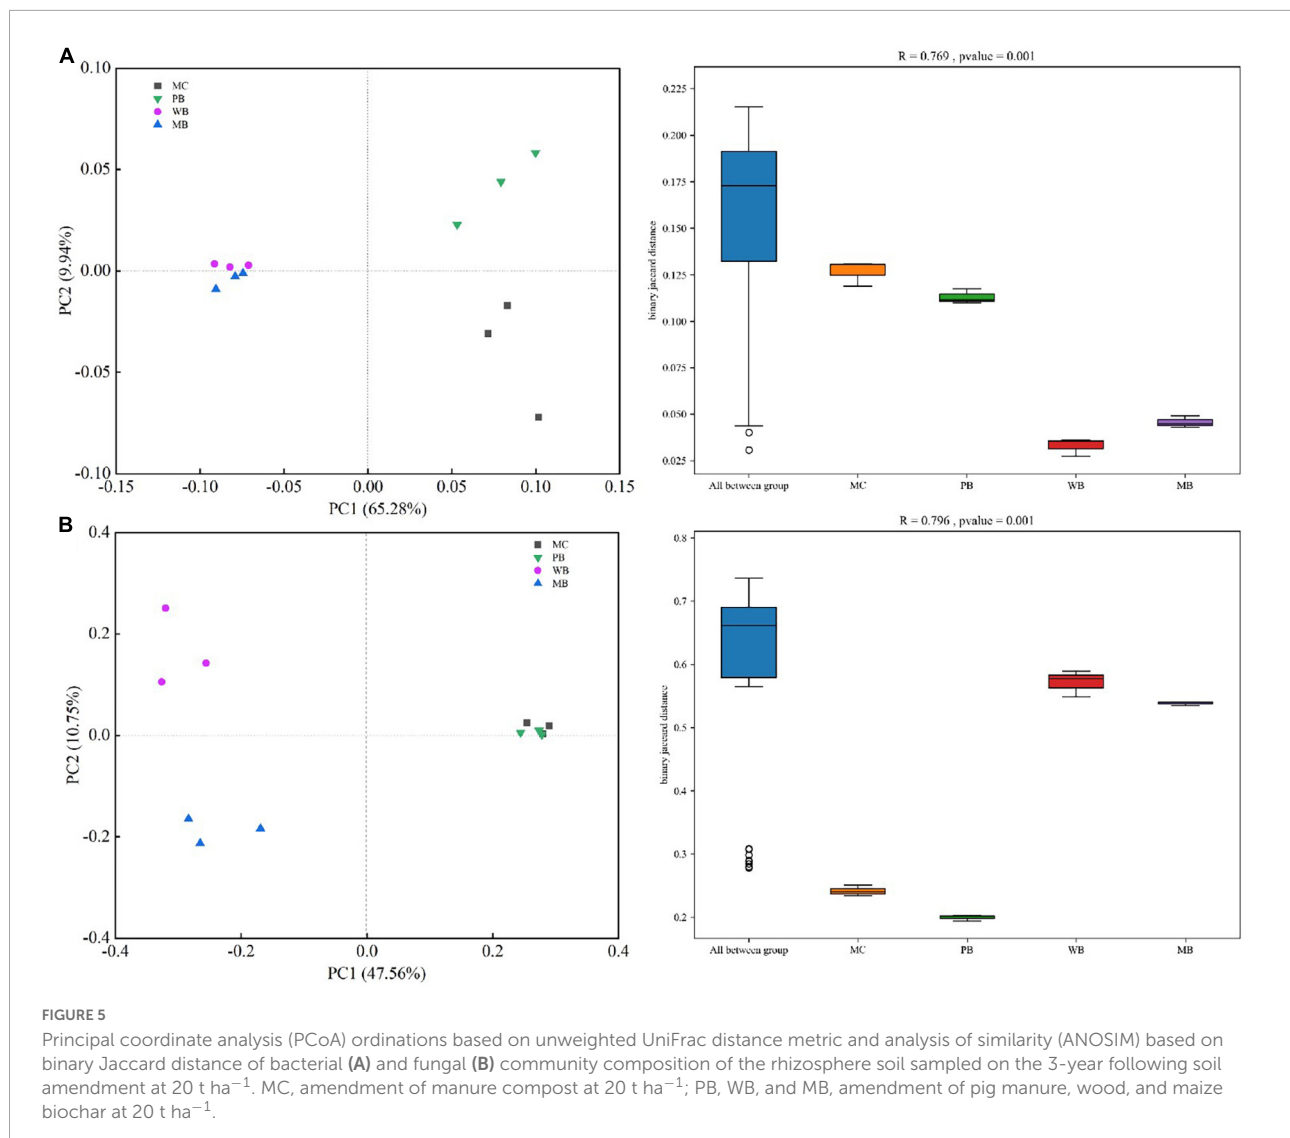 A
0.10
0.05
0.00
-0.05
-0.10
PC2 (9.94%)
MC
PB
WB
MB
-0.15
-0.10
-0.05
0.00
0.05
0.10
0.15
PC1 (65.28%)
R = 0.769 , pvalue = 0.001
0.225
0.200
0.175
0.150
0.125
0.100
0.075
0.050
0.025
binary jaccard distance
All between group
MC
PB
WB
MB
B
0.4
0.2
0.0
-0.2
-0.4
PC2 (10.75%)
MC
PB
WB
MB
-0.4
-0.2
0.0
0.2
0.4
PC1 (47.56%)
R = 0.796 , pvalue = 0.001
0.8
0.7
0.6
0.5
0.4
0.3
0.2
binary jaccard distance
All between group
MC
PB
WB
MB
FIGURE 5
Principal coordinate analysis (PCoA) ordinations based on unweighted UniFrac distance metric and analysis of similarity (ANOSIM) based on
binary Jaccard distance of bacterial (A) and fungal (B) community composition of the rhizosphere soil sampled on the 3-year following soil
amendment at 20 t ha⁻¹. MC, amendment of manure compost at 20 t ha⁻¹; PB, WB, and MB, amendment of pig manure, wood, and maize
biochar at 20 t ha⁻¹.